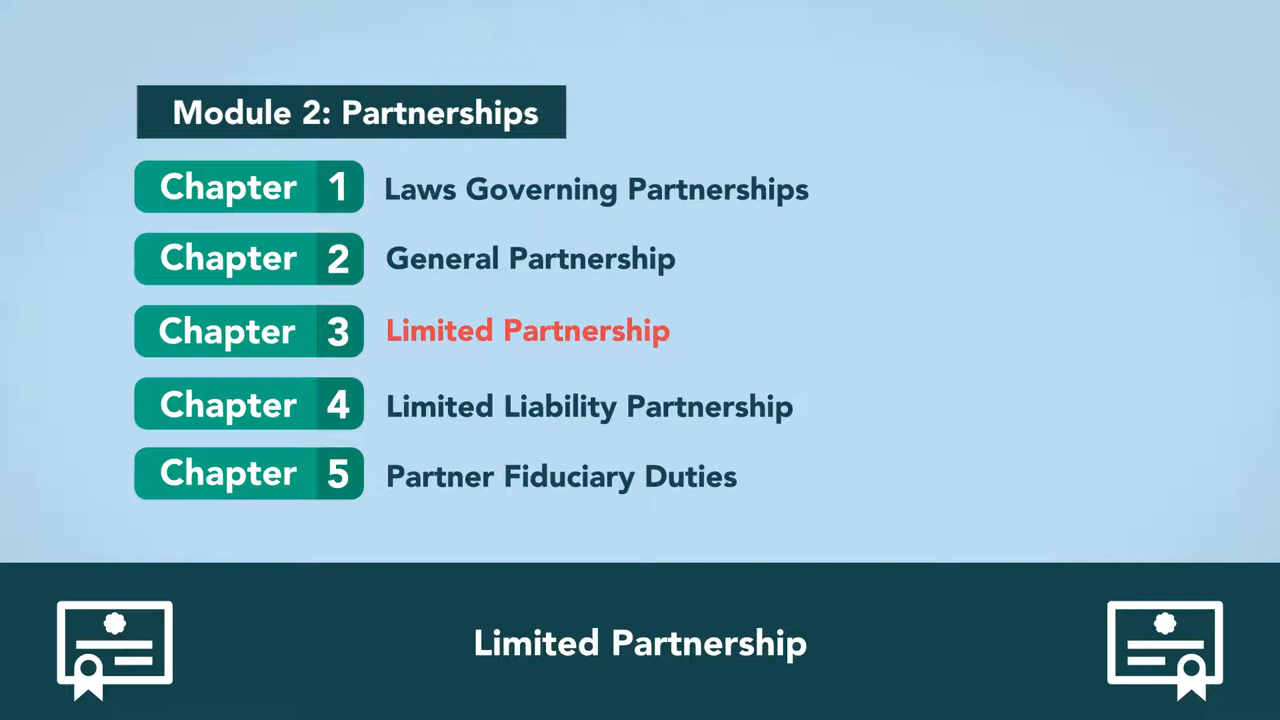 Module 2: Partnerships
Chapter 1 Laws Governing Partnerships
Chapter 2 General Partnership
Chapter 3 Limited Partnership
Chapter 4 Limited Liability Partnership
Chapter 5 Partner Fiduciary Duties
Limited Partnership